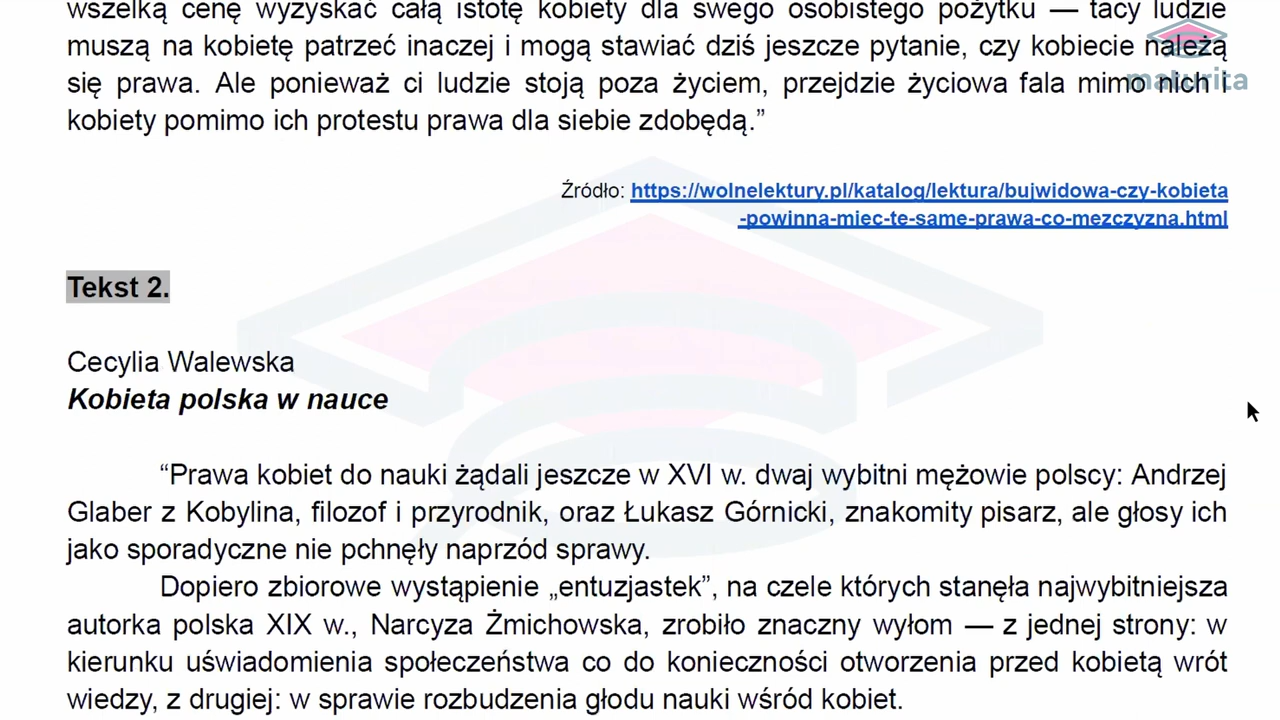 wszelką cenę wyzyskać całą istotę kobiety dla swego osobistego pożytku — tacy ludzie
muszą na kobietę patrzeć inaczej i mogą stawiać dziś jeszcze pytanie, czy kobiecie należą
się prawa. Ale ponieważ ci ludzie stoją poza życiem, przejdzie życiowa fala mimo nich i
kobiety pomimo ich protestu prawa dla siebie zdobędą.”
maturita
Źródło: https://wolnelektury.pl/katalog/lektura/bujwidowa-czy-kobieta
-powinna-miec-te-same-prawa-co-mezczyzna.html
Tekst 2.
Cecylia Walewska
Kobieta polska w nauce
“Prawa kobiet do nauki żądali jeszcze w XVI w. dwaj wybitni mężowie polscy: Andrzej
Glaber z Kobylina, filozof i przyrodnik, oraz Łukasz Górnicki, znakomity pisarz, ale głosy ich
jako sporadyczne nie pchnęły naprzód sprawy.
Dopiero zbiorowe wystąpienie „entuzjastek”, na czele których stanęła najwybitniejsza
autorka polska XIX w., Narcyza Żmichowska, zrobiło znaczny wyłom — z jednej strony: w
kierunku uświadomienia społeczeństwa co do konieczności otworzenia przed kobietą wrót
wiedzy, z drugiej: w sprawie rozbudzenia głodu nauki wśród kobiet.